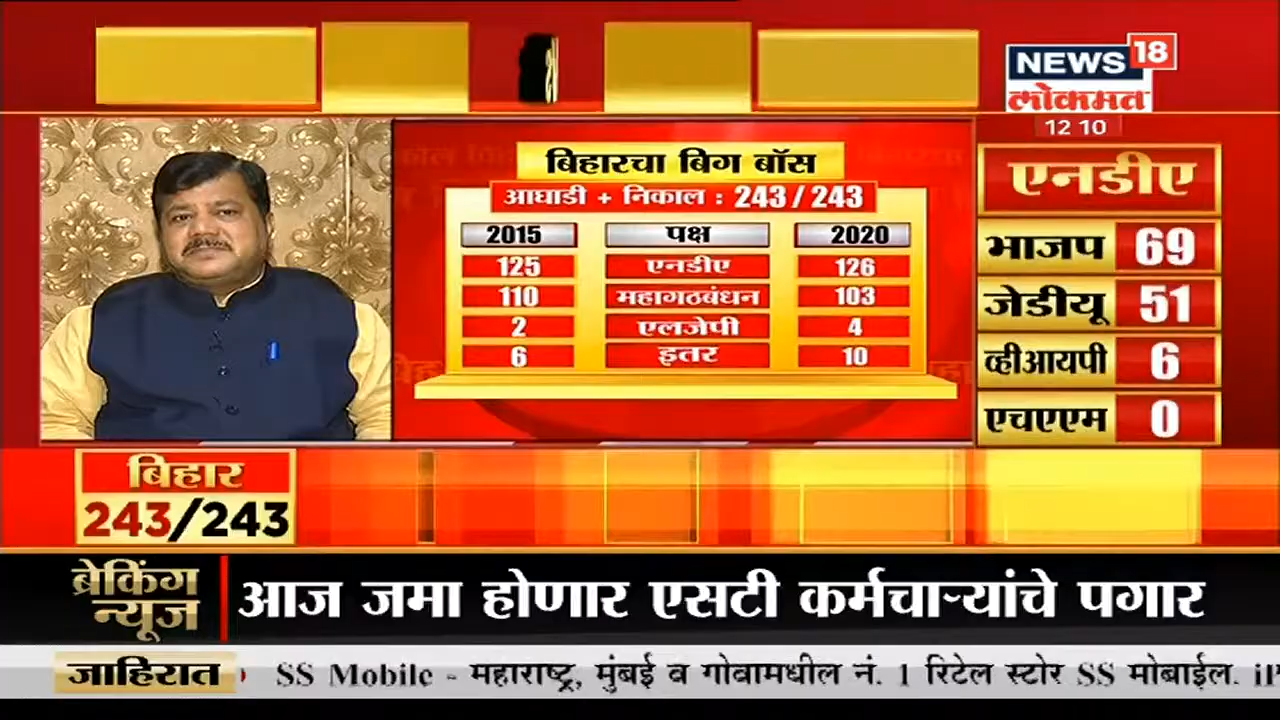 NEWS 18
लोकमत
12 10
बिहारचा बिग बॉस
आघाडी + निकाल : 243 / 243
2015 पक्ष 2020
125 एनडीए 126
110 महागठबंधन 103
2 एलजेपी 4
6 इतर 10
एनडीए
भाजप 69
जेडीयू 51
व्हीआयपी 6
एचएएम 0
बिहार
243/243
ब्रेकिंग
न्यूज
आज जमा होणार एसटी कर्मचाऱ्यांचे पगार
जाहिरात SS Mobile - महाराष्ट्र, मुंबई व गोवामधील नं. 1 रिटेल स्टोर SS मोबाईल.